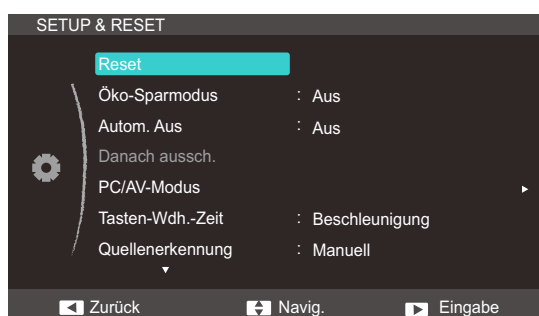 SETUP & RESET
Reset
Öko-Sparmodus : Aus
Autom. Aus : Aus
Danach aussch.
PC/AV-Modus
Tasten-Wdh.-Zeit : Beschleunigung
Quellenerkennung : Manuell
Zurück Navig. Eingabe